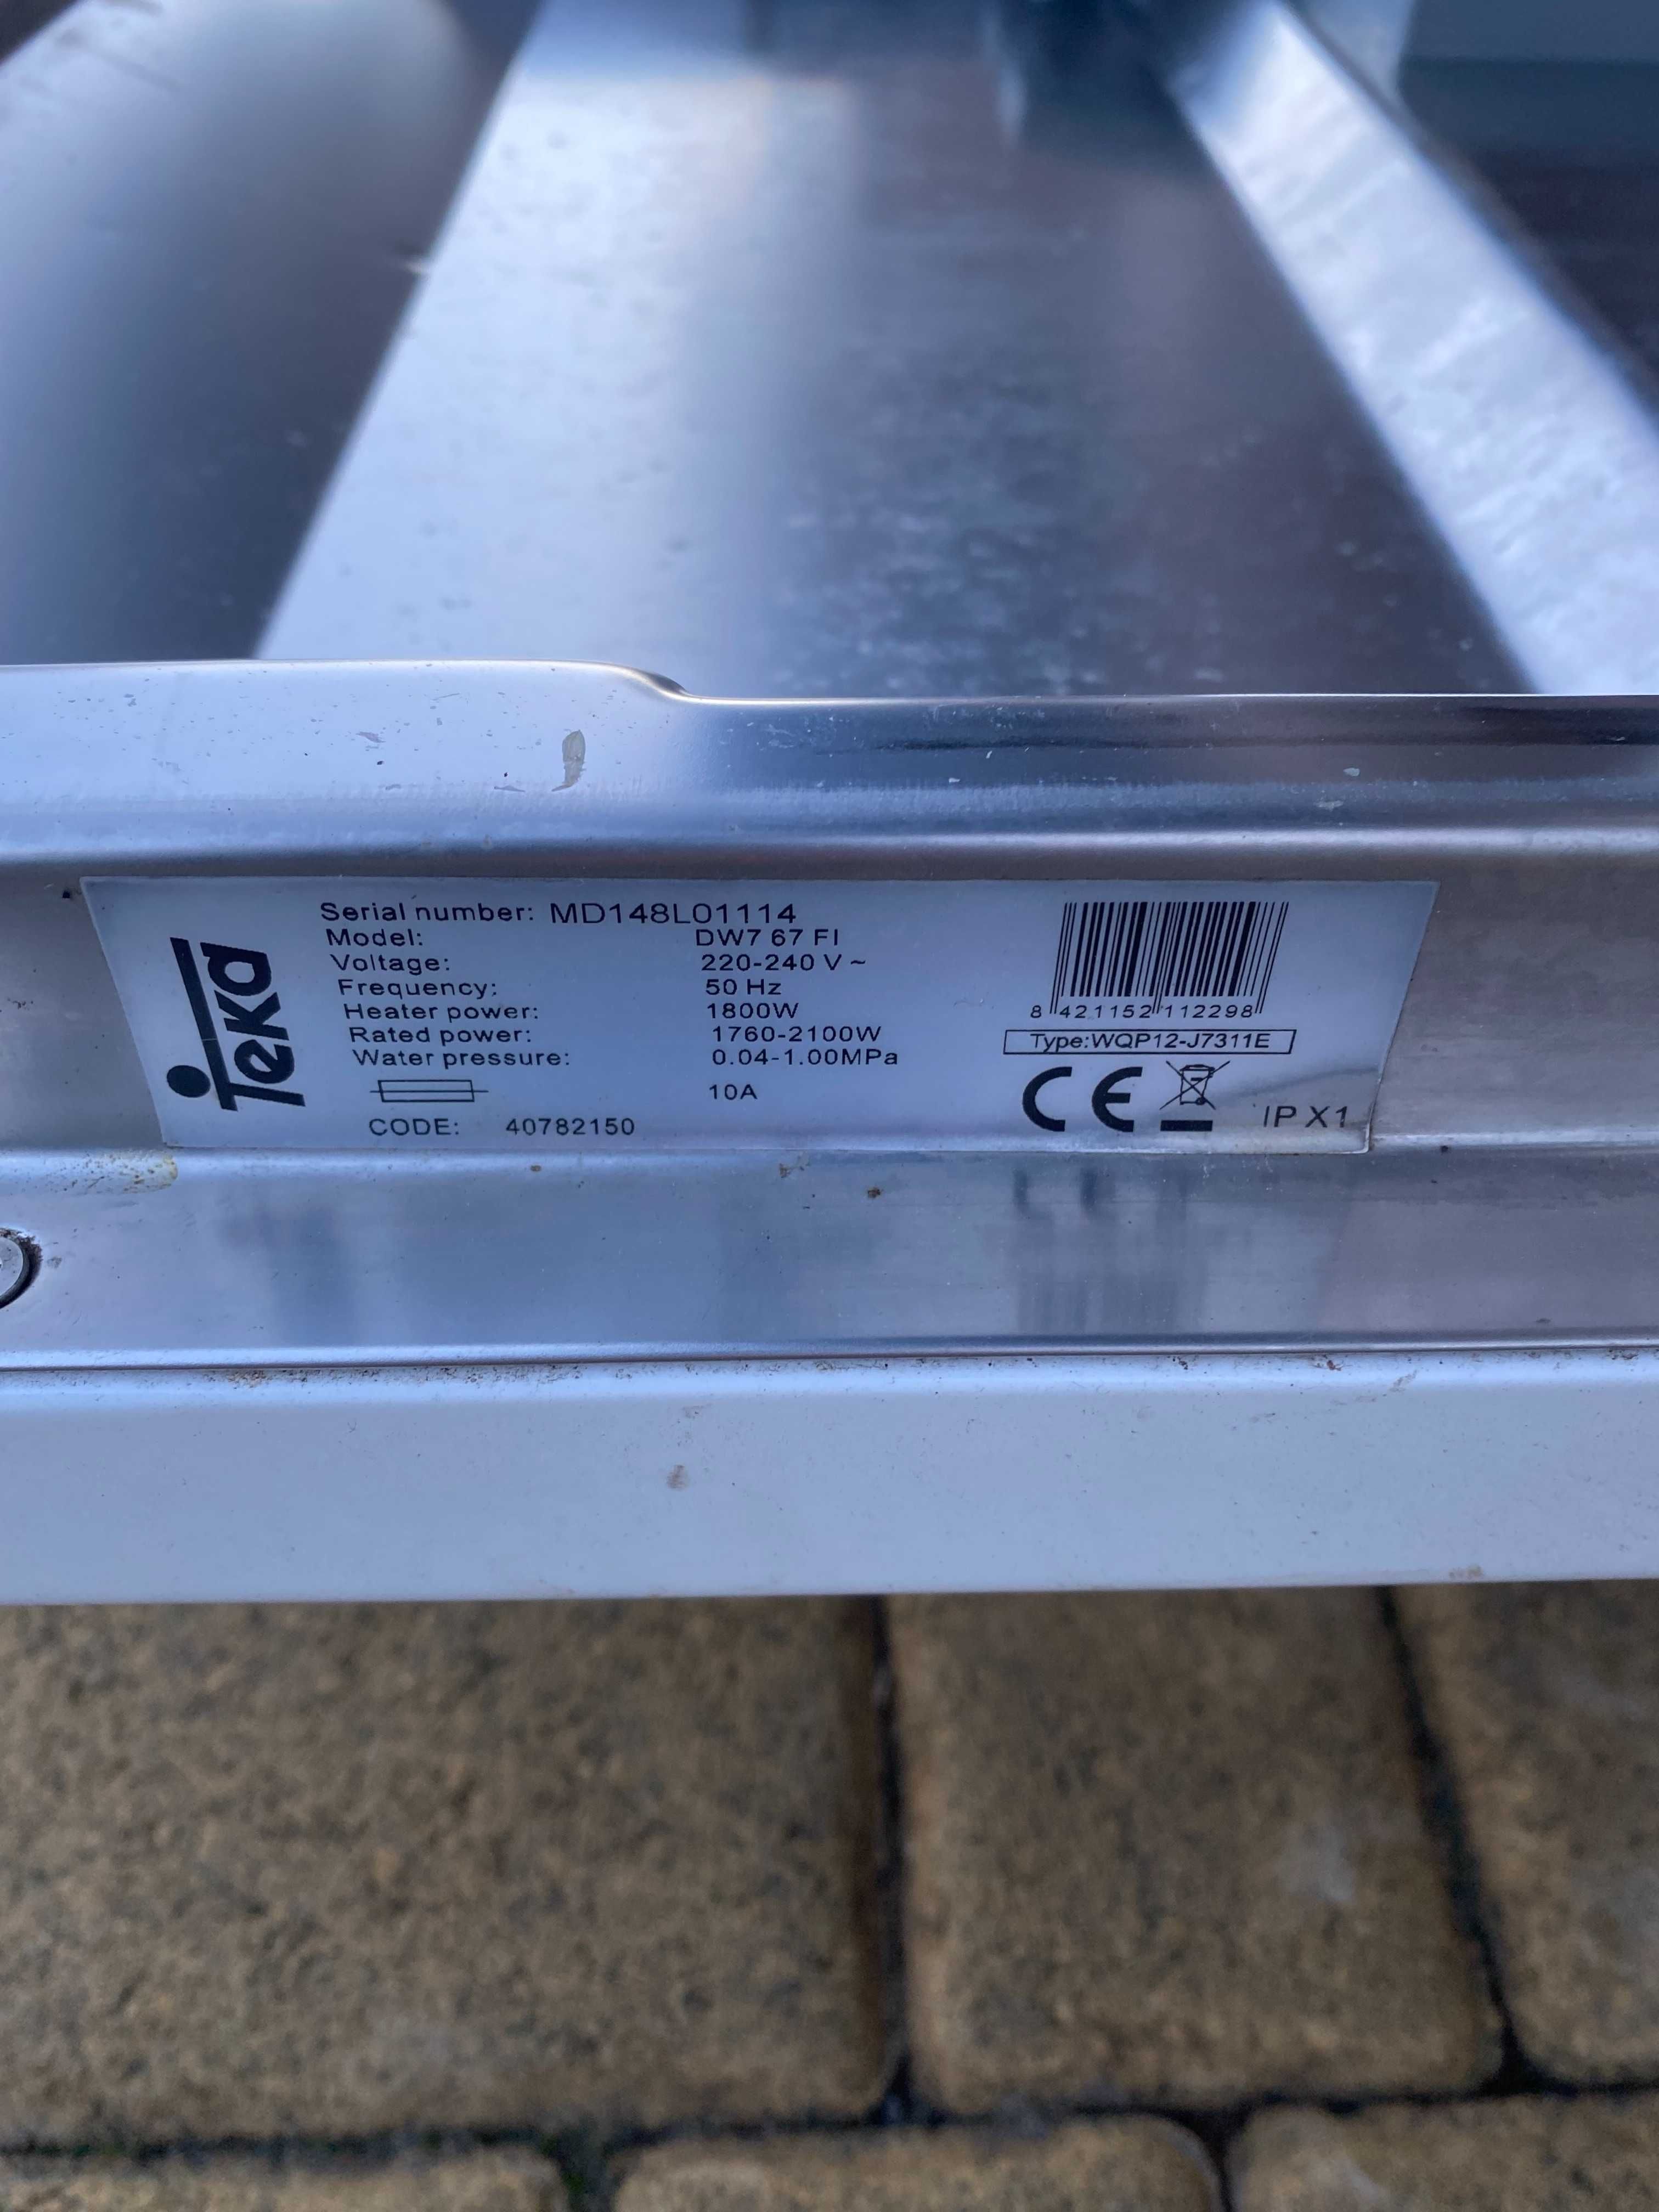 Teka
Serial number: MD148L01114
Model: DW7 67 FI
Voltage: 220-240 V ~
Frequency: 50 Hz
Heater power: 1800W
Rated power: 1760-2100W
Water pressure: 0.04-1.00MPa
10A
CODE: 40782150
8 421152 112298
Type:WQP12-J7311E
CE
IP X1